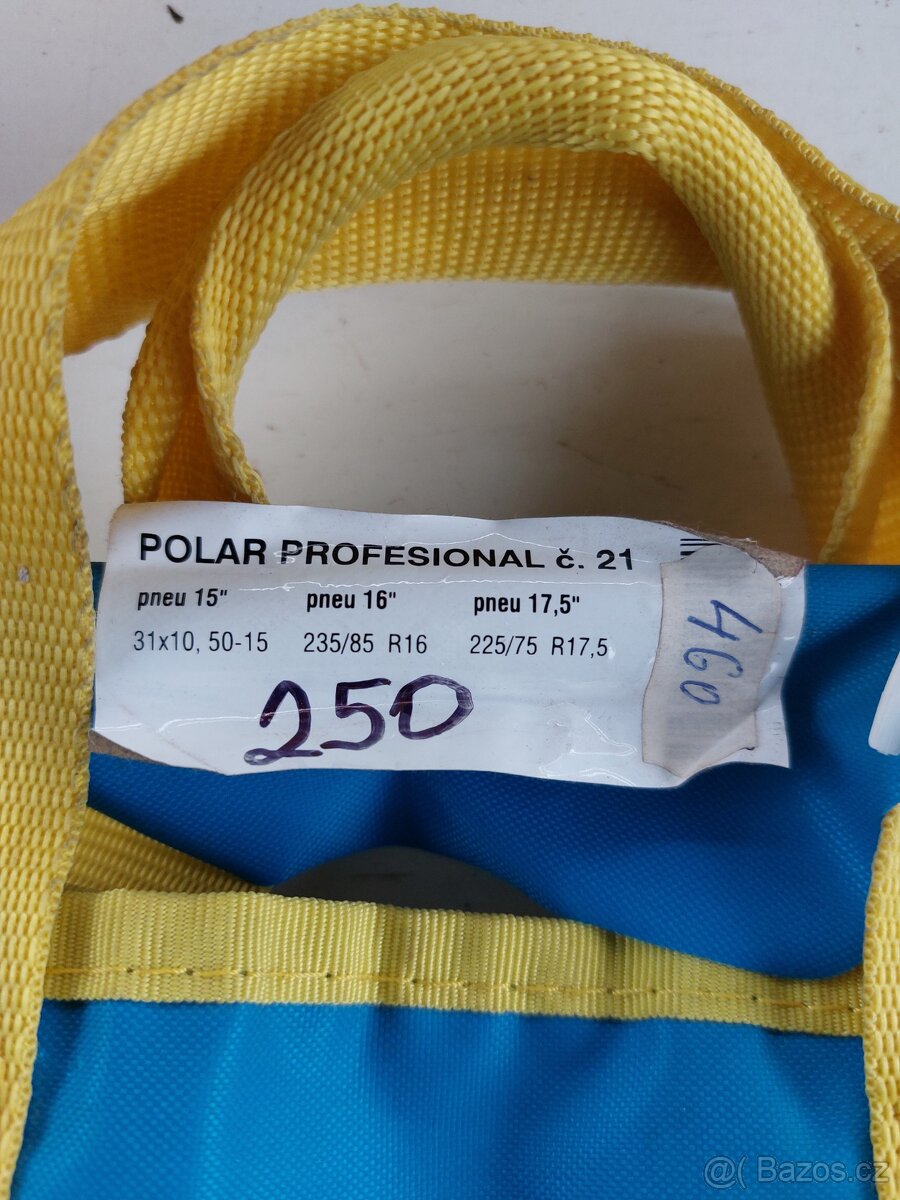 POLAR PROFESIONAL č. 21
pneu 15" pneu 16" pneu 17,5"
31x10, 50-15 235/85 R16 225/75 R17,5
250
460
@( Bazos.cz